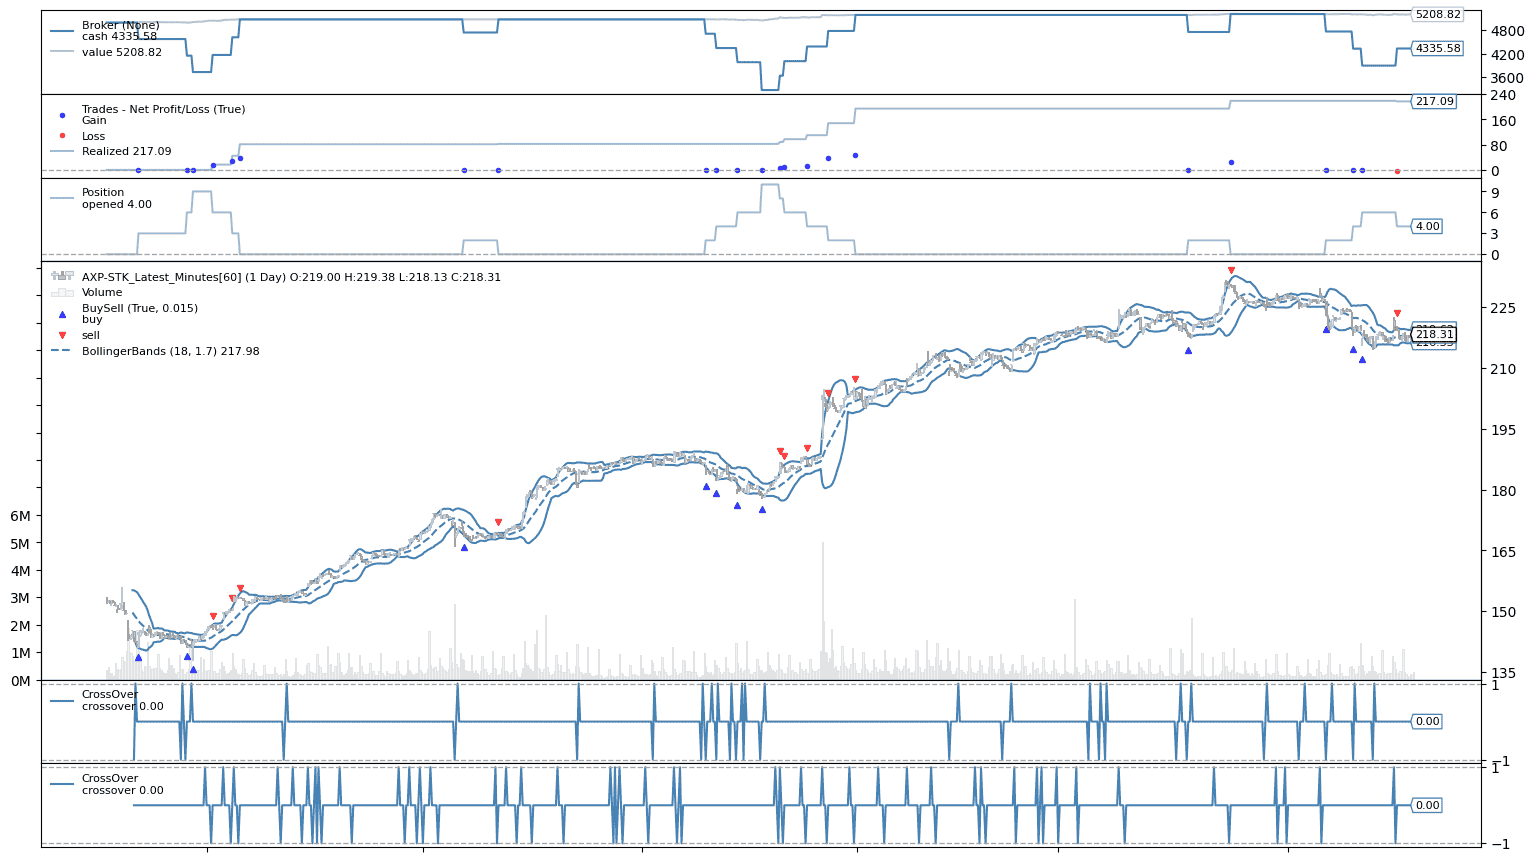 Broker (None)
cash 4335.58
value 5208.82
5208.82
4800
4335.58
4200
3600
Trades - Net Profit/Loss (True)
Gain
Loss
Realized 217.09
240
217.09
160
80
0
Position
opened 4.00
9
6
4.00
3
0
AXP-STK_Latest_Minutes[60] (1 Day) O:219.00 H:219.38 L:218.13 C:218.31
Volume
BuySell (True, 0.015)
buy
sell
BollingerBands (18, 1.7) 217.98
225
218.31
210
195
180
165
150
135
6M
5M
4M
3M
2M
1M
0M
CrossOver
crossover 0.00
1
0.00
−1
CrossOver
crossover 0.00
1
0.00
−1